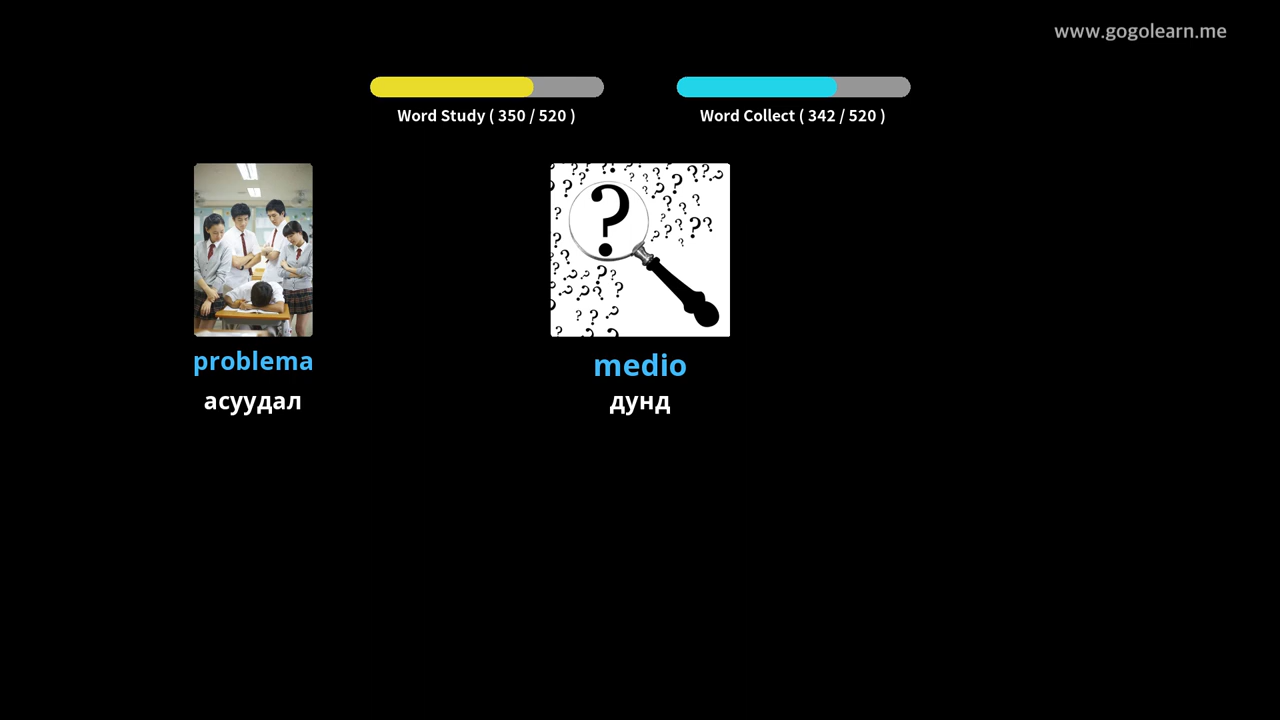 www.gogolearn.me
Word Study ( 350 / 520 )
Word Collect ( 342 / 520 )
problema
асуудал
medio
дунд